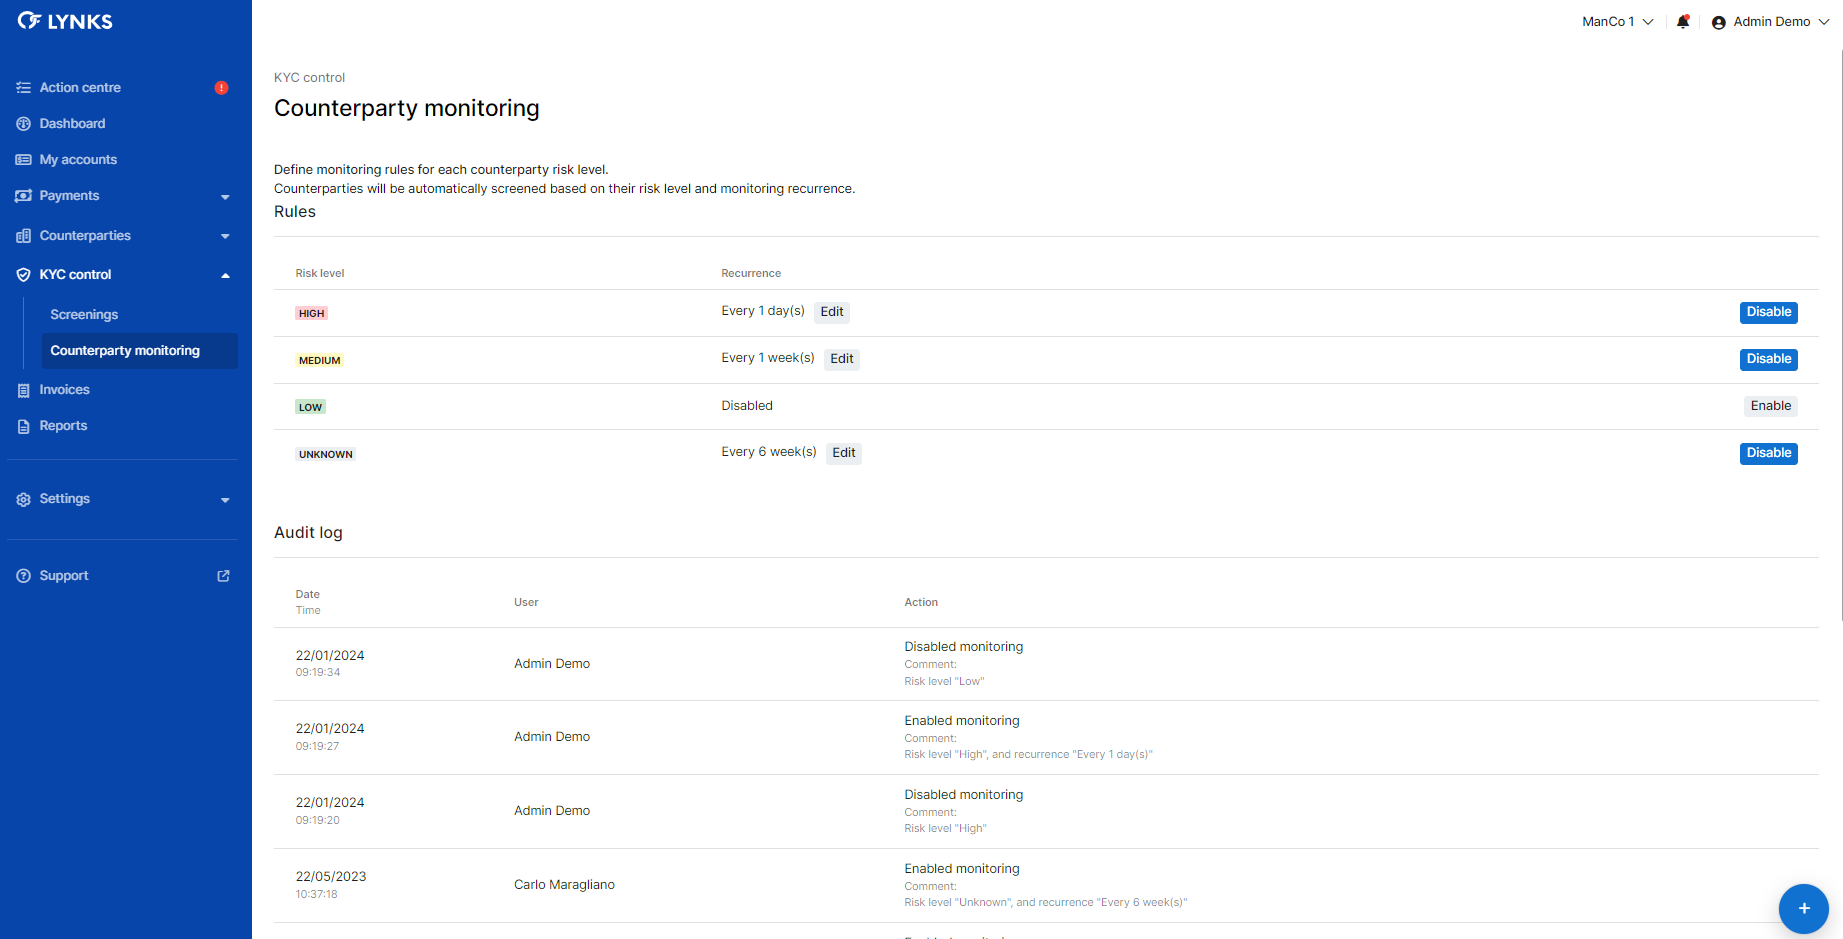 LYNKS
ManCo 1
Admin Demo
Action centre
!
Dashboard
My accounts
Payments
Counterparties
KYC control
Screenings
Counterparty monitoring
Invoices
Reports
Settings
Support
KYC control
Counterparty monitoring
Define monitoring rules for each counterparty risk level.
Counterparties will be automatically screened based on their risk level and monitoring recurrence.
Rules
Risk level Recurrence
HIGH Every 1 day(s) Edit Disable
MEDIUM Every 1 week(s) Edit Disable
LOW Disabled Enable
UNKNOWN Every 6 week(s) Edit Disable
Audit log
Date
Time
User
Action
22/01/2024
09:19:34
Admin Demo
Disabled monitoring
Comment:
Risk level "Low"
22/01/2024
09:19:27
Admin Demo
Enabled monitoring
Comment:
Risk level "High", and recurrence "Every 1 day(s)"
22/01/2024
09:19:20
Admin Demo
Disabled monitoring
Comment:
Risk level "High"
22/05/2023
10:37:18
Carlo Maragliano
Enabled monitoring
Comment:
Risk level "Unknown", and recurrence "Every 6 week(s)"
+